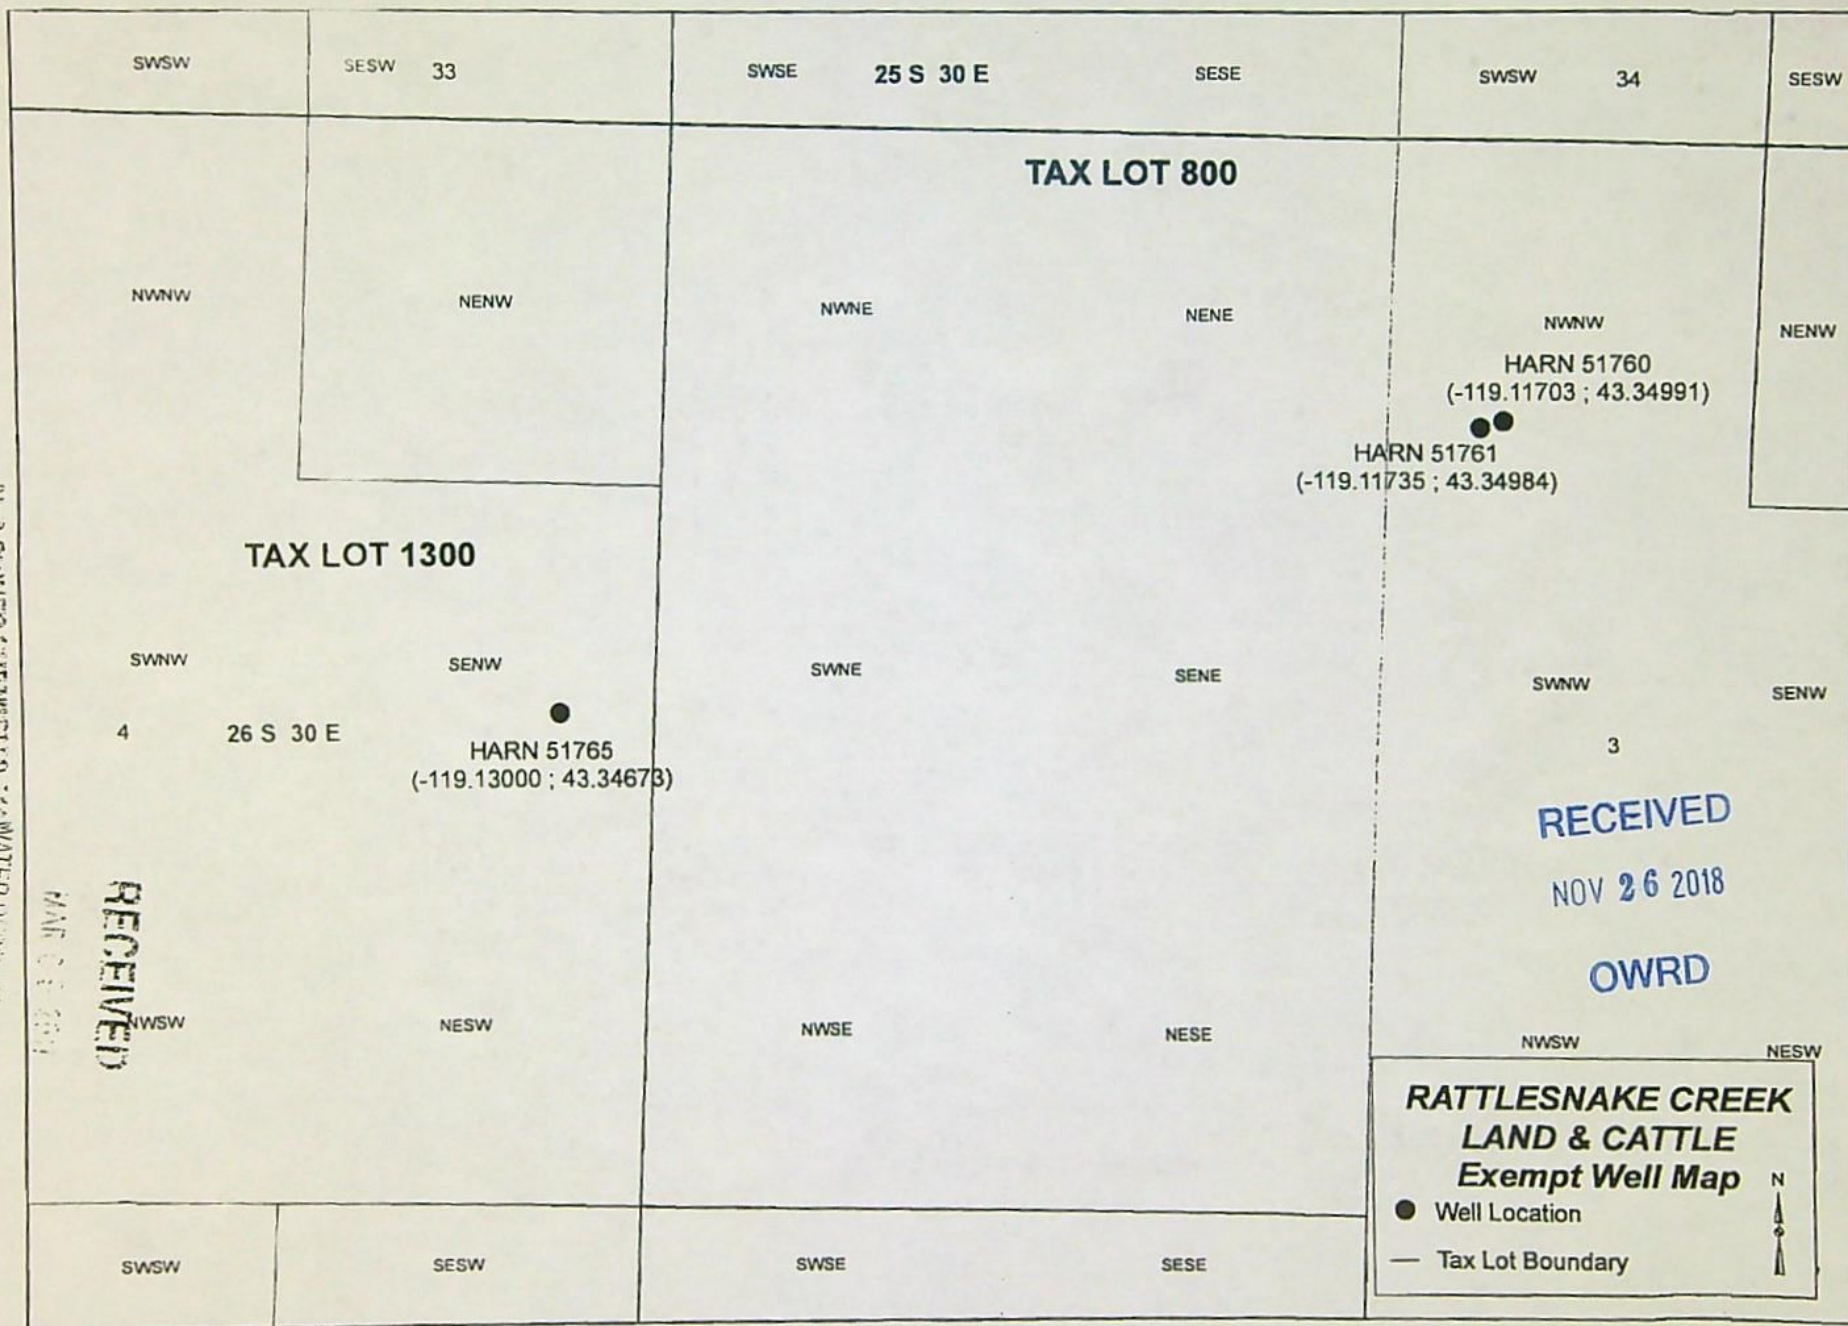 SWSW SESW 33 SWSE 25 S 30 E SESE SWSW 34 SESW
TAX LOT 800
NWNW NENW NWNE NENE NWNW NENW
HARN 51760
(-119.11703 ; 43.34991)
HARN 51761
(-119.11735 ; 43.34984)
TAX LOT 1300
SWNW SENW SWNE SENE SWNW SENW
4 26 S 30 E 3
HARN 51765
(-119.13000 ; 43.34673)
RECEIVED
NOV 26 2018
OWRD
RECEIVED
NWSW NESW NWSE NESE NWSW NESW
RATTLESNAKE CREEK
LAND & CATTLE
Exempt Well Map
N
Well Location
Tax Lot Boundary
SWSW SESW SWSE SESE